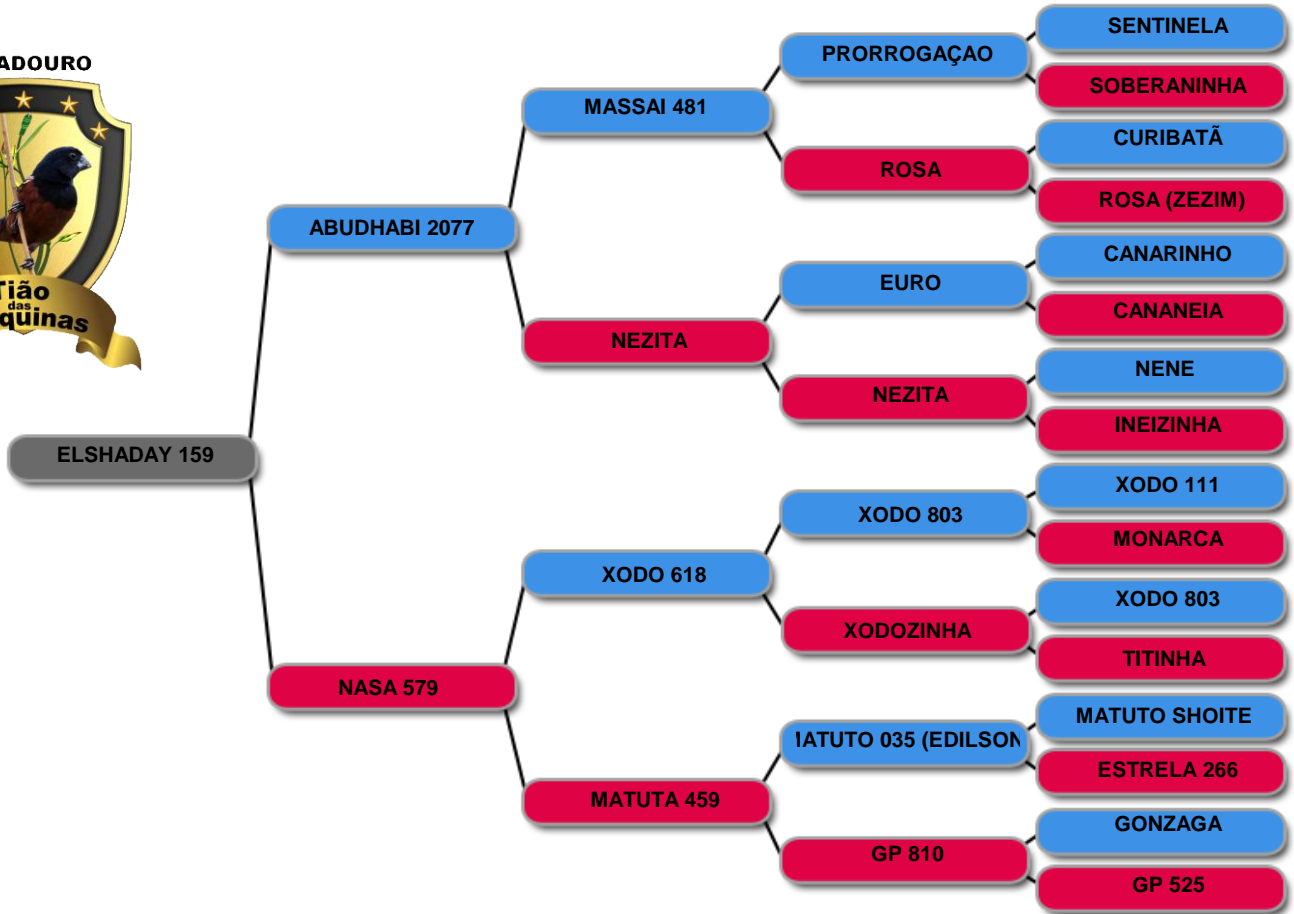 SENTINELA
PRORROGAÇAO
SOBERANINHA
MASSAI 481
CURIBATÃ
ROSA
ROSA (ZEZIM)
ABUDHABI 2077
CANARINHO
EURO
CANANEIA
NEZITA
NENE
NEZITA
INEIZINHA
ELSHADAY 159
XODO 111
XODO 803
MONARCA
XODO 618
XODO 803
XODOZINHA
TITINHA
NASA 579
MATUTO SHOITE
IATUTO 035 (EDILSON
ESTRELA 266
MATUTA 459
GONZAGA
GP 810
GP 525
ADOURO
Tião
das
quinas